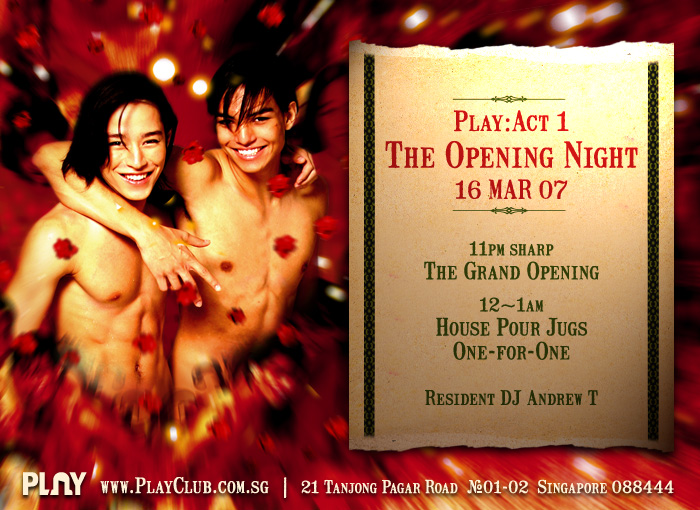 Play:Act 1
The Opening Night
16 MAR 07
11pm sharp
The Grand Opening
12~1am
House Pour Jugs
One-for-One
Resident DJ Andrew T
PLAY www.PlayClub.com.sg | 21 Tanjong Pagar Road №01-02 Singapore 088444